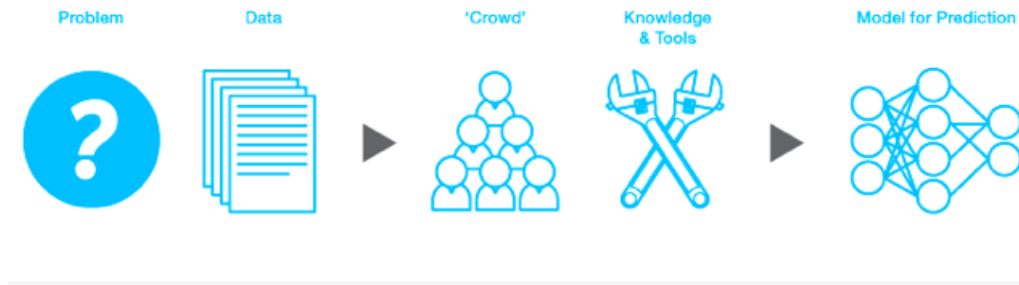 Problem
Data
'Crowd'
Knowledge
& Tools
Model for Prediction
?